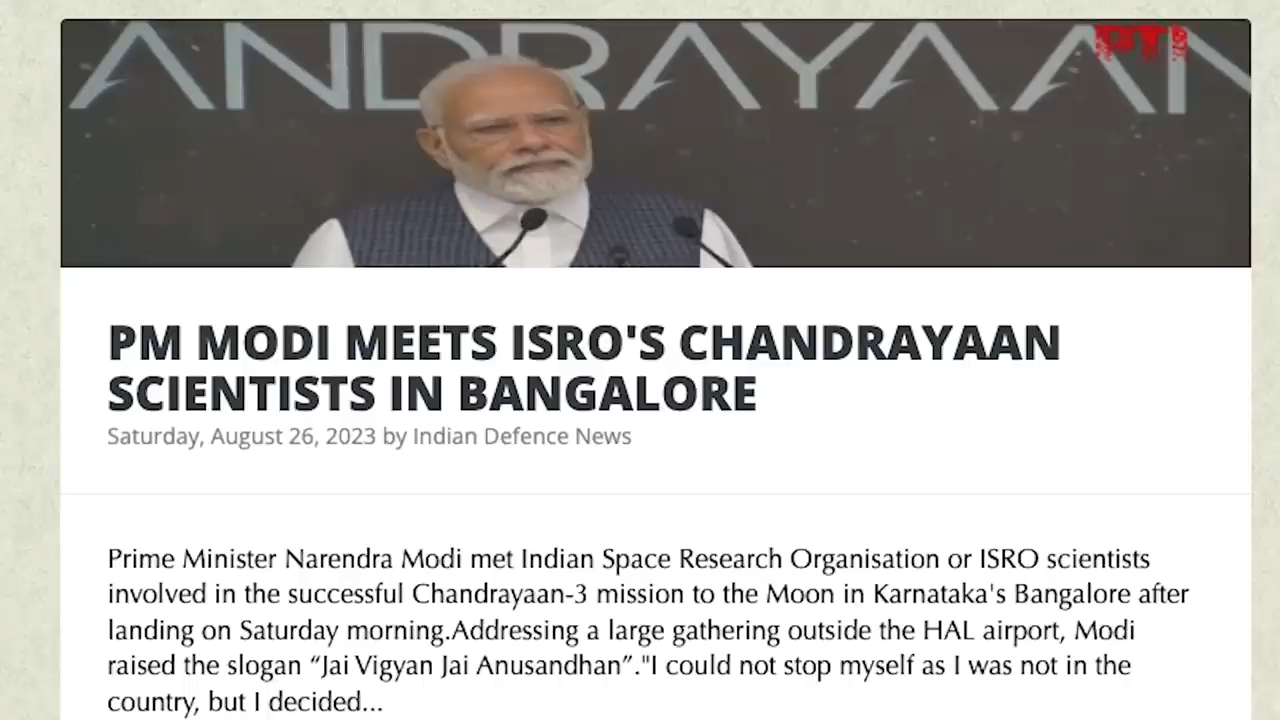 ANDRAYAAN
PTI
PM MODI MEETS ISRO'S CHANDRAYAAN
SCIENTISTS IN BANGALORE
Saturday, August 26, 2023 by Indian Defence News
Prime Minister Narendra Modi met Indian Space Research Organisation or ISRO scientists
involved in the successful Chandrayaan-3 mission to the Moon in Karnataka's Bangalore after
landing on Saturday morning.Addressing a large gathering outside the HAL airport, Modi
raised the slogan “Jai Vigyan Jai Anusandhan”."I could not stop myself as I was not in the
country, but I decided...